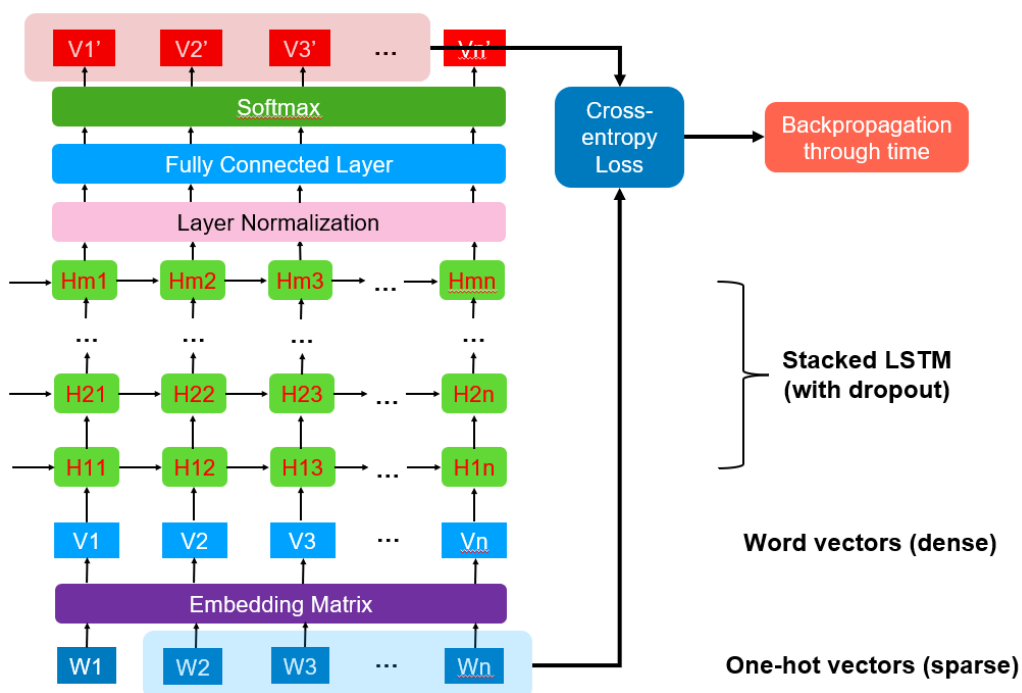 V1’ V2’ V3’ ... Vn’
Softmax
Fully Connected Layer
Layer Normalization
Hm1 Hm2 Hm3 ... Hmn
... ... ... ...
H21 H22 H23 ... H2n
H11 H12 H13 ... H1n
V1 V2 V3 ... Vn
Embedding Matrix
W1 W2 W3 ... Wn
Cross-
entropy
Loss
Backpropagation
through time
Stacked LSTM
(with dropout)
Word vectors (dense)
One-hot vectors (sparse)